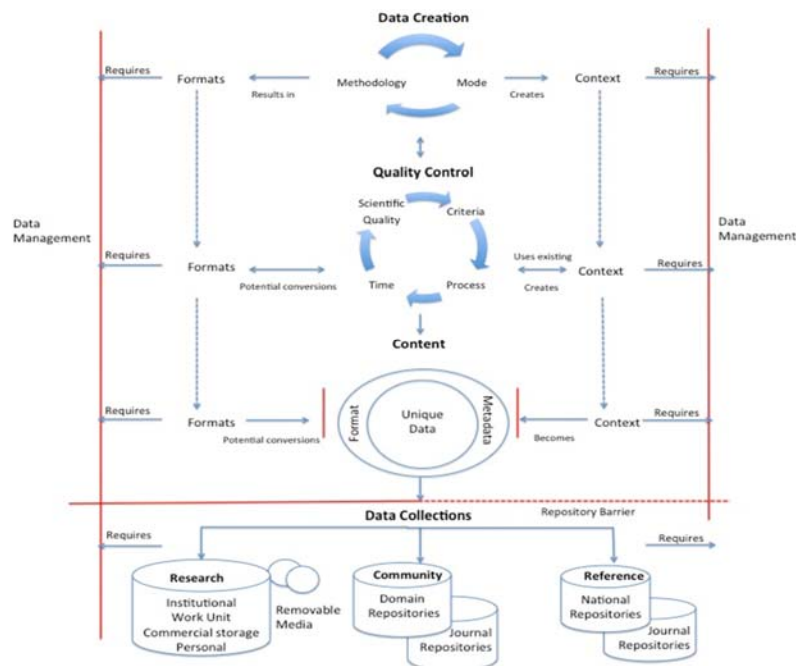 Data Creation
Requires
Formats
Results in
Methodology
Mode
Creates
Context
Requires
Quality Control
Data
Management
Scientific
Quality
Criteria
Data
Management
Requires
Formats
Potential conversions
Time
Process
Uses existing
Creates
Context
Requires
Content
Requires
Formats
Potential conversions
Format
Unique
Data
Metadata
Becomes
Context
Requires
Repository Barrier
Data Collections
Requires
Requires
Research
Institutional
Work Unit
Commercial storage
Personal
Removable
Media
Community
Domain
Repositories
Journal
Repositories
Reference
National
Repositories
Journal
Repositories